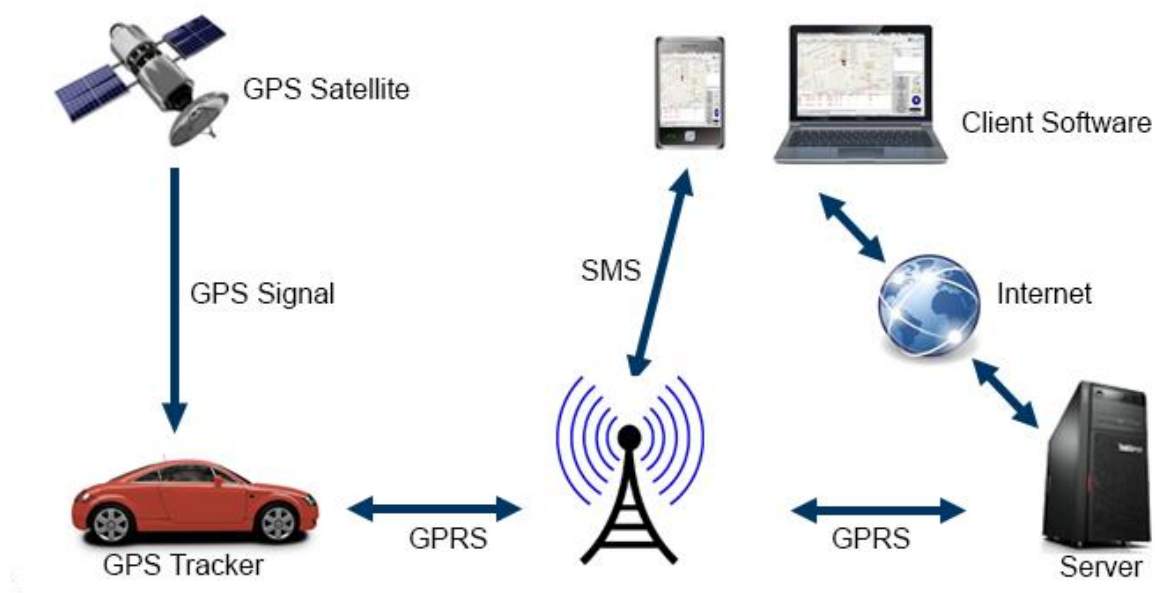 GPS Satellite
Client Software
SMS
GPS Signal
Internet
GPRS
GPRS
GPS Tracker
Server